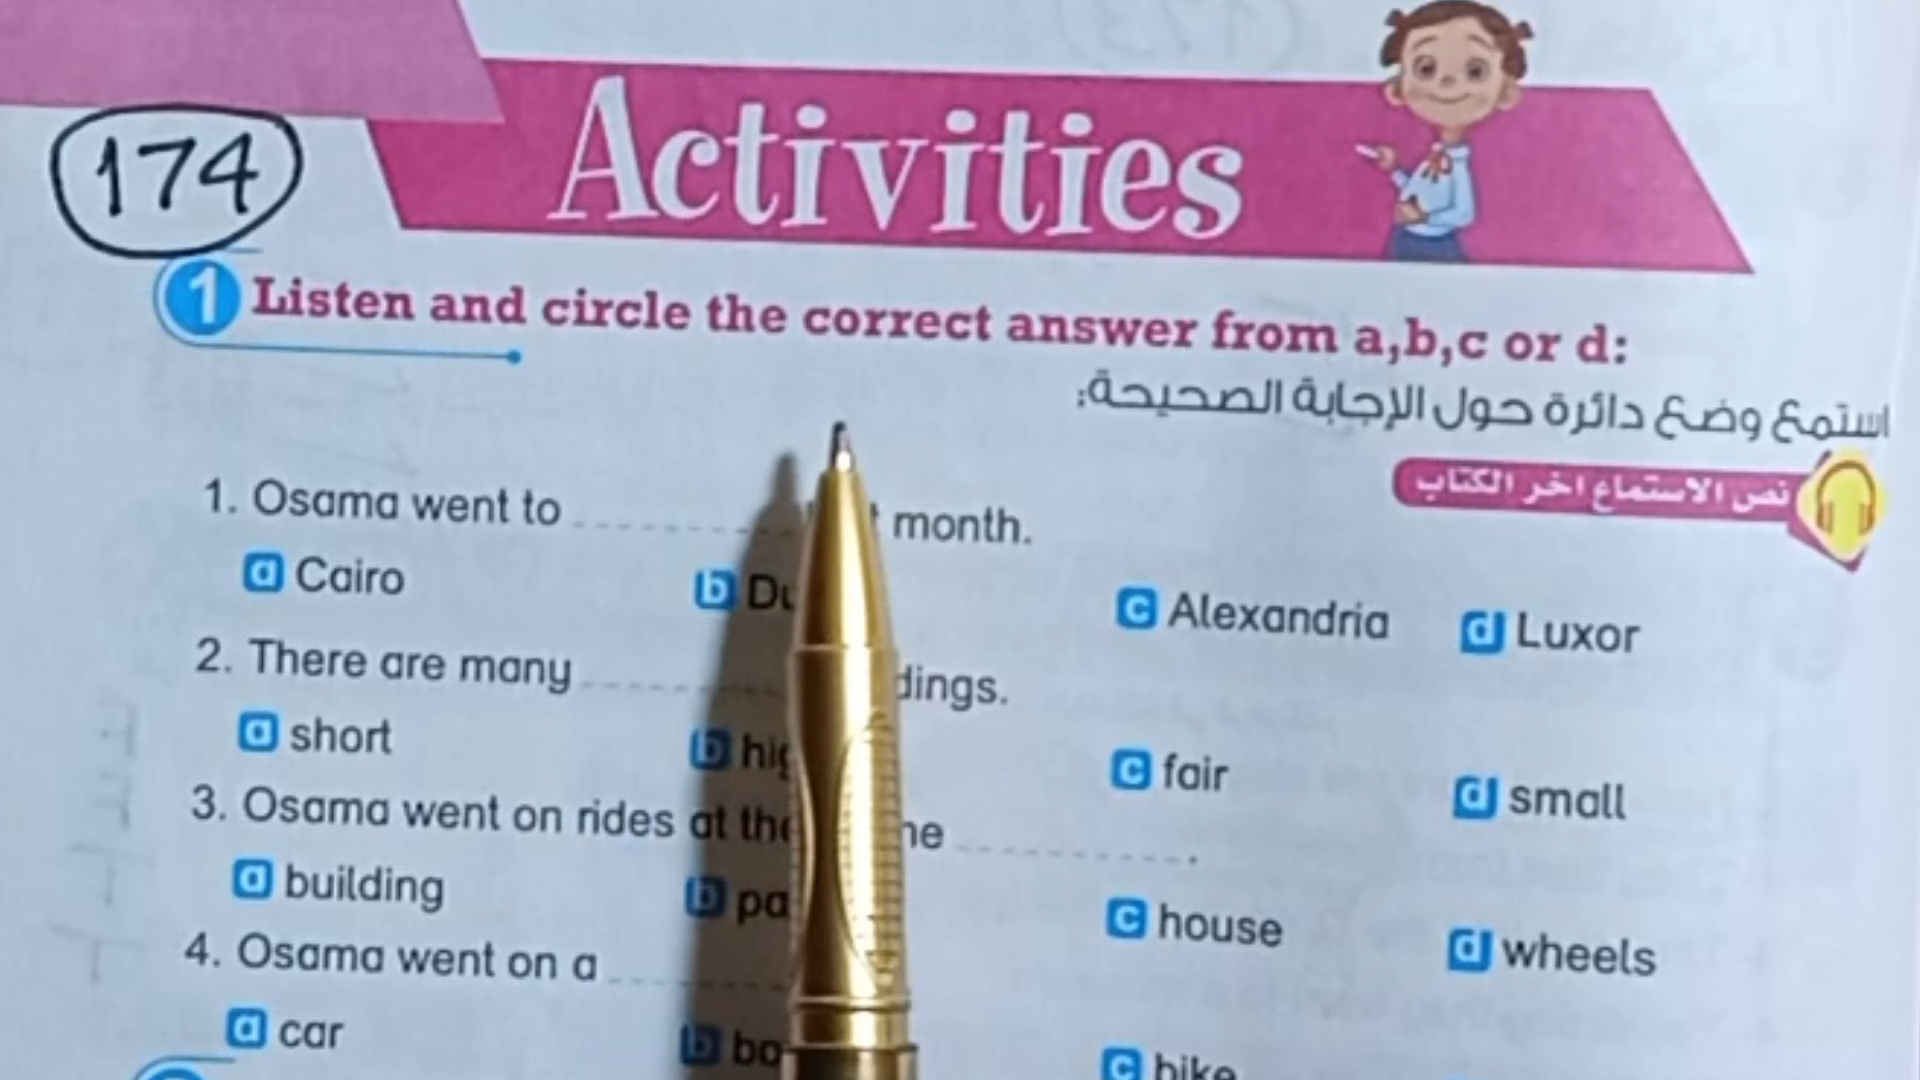 174
Activities
1 Listen and circle the correct answer from a,b,c or d:
استمع وضع دائرة حول الإجابة الصحيحة:
نص الاستماع اخر الكتاب
1. Osama went to month.
a Cairo b c Alexandria d Luxor
2. There are many
a short b c fair d small
3. Osama went on rides at
a building b c house d wheels
4. Osama went on a
a car b c bike